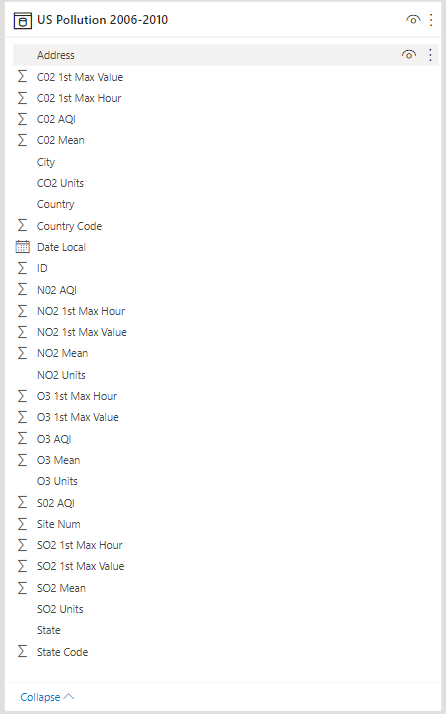 US Pollution 2006-2010
Address
C02 1st Max Value
C02 1st Max Hour
C02 AQI
C02 Mean
City
CO2 Units
Country
Country Code
Date Local
ID
N02 AQI
NO2 1st Max Hour
NO2 1st Max Value
NO2 Mean
NO2 Units
O3 1st Max Hour
O3 1st Max Value
O3 AQI
O3 Mean
O3 Units
S02 AQI
Site Num
SO2 1st Max Hour
SO2 1st Max Value
SO2 Mean
SO2 Units
State
State Code
Collapse